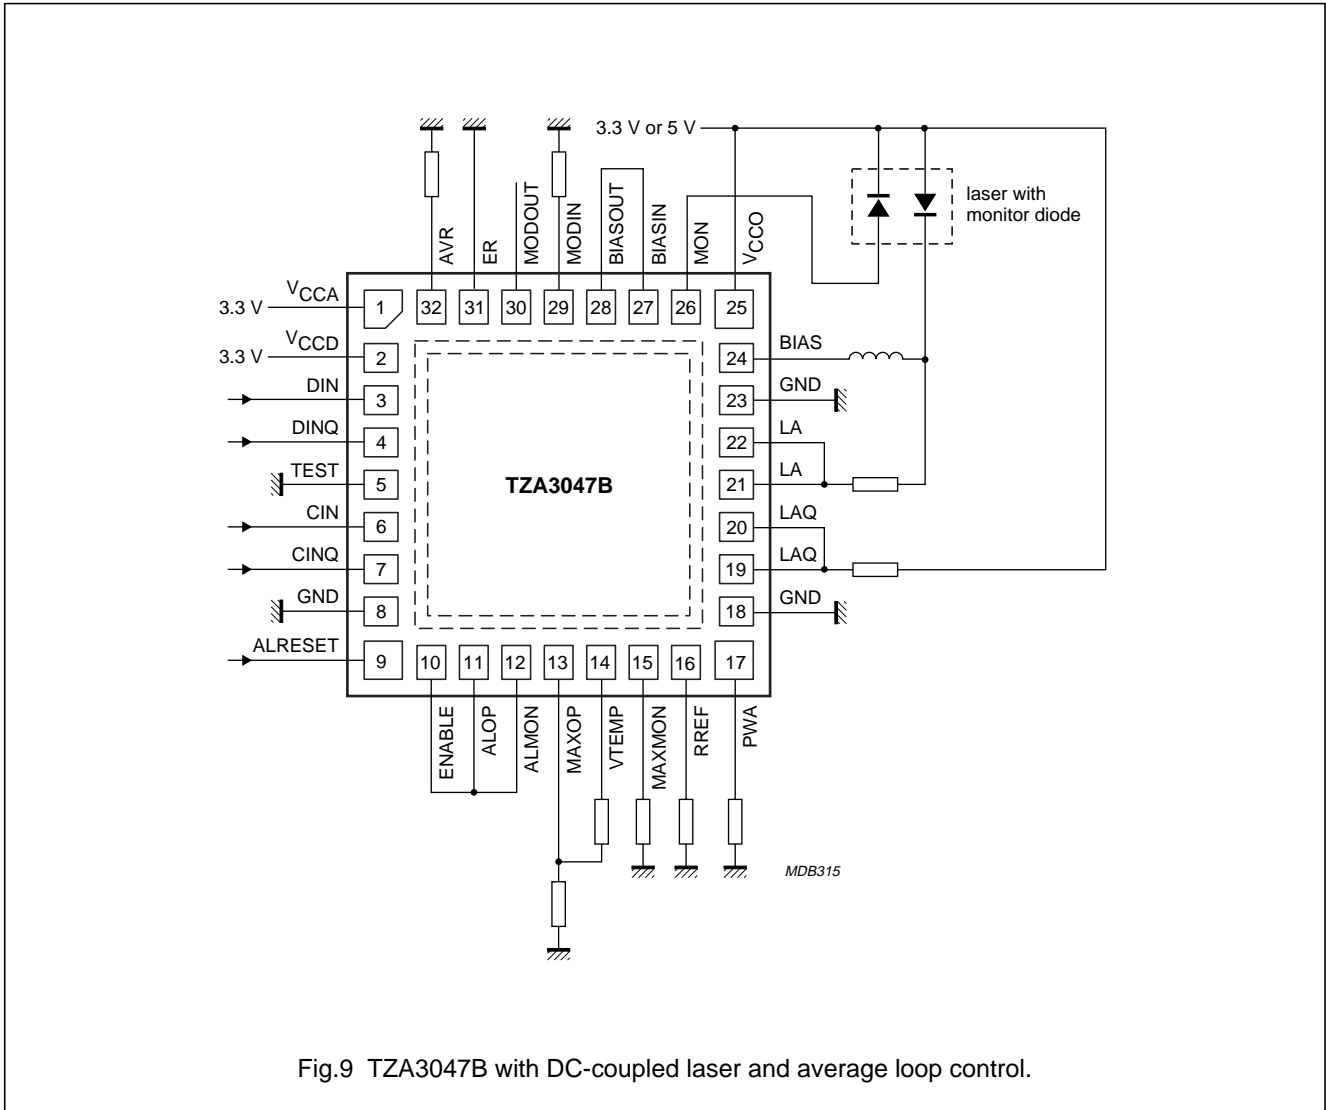 3.3 V or 5 V
laser with
monitor diode
AVR
ER
MODOUT
MODIN
BIASOUT
BIASIN
MON
VCCO
32
31
30
29
28
27
26
25
3.3 V VCCA 1
3.3 V VCCD 2
DIN 3
DINQ 4
TEST 5
CIN 6
CINQ 7
GND 8
ALRESET 9
TZA3047B
24 BIAS
23 GND
22 LA
21 LA
20 LAQ
19 LAQ
18 GND
10
11
12
13
14
15
16
17
ENABLE
ALOP
ALMON
MAXOP
VTEMP
MAXMON
RREF
PWA
MDB315
Fig.9 TZA3047B with DC-coupled laser and average loop control.